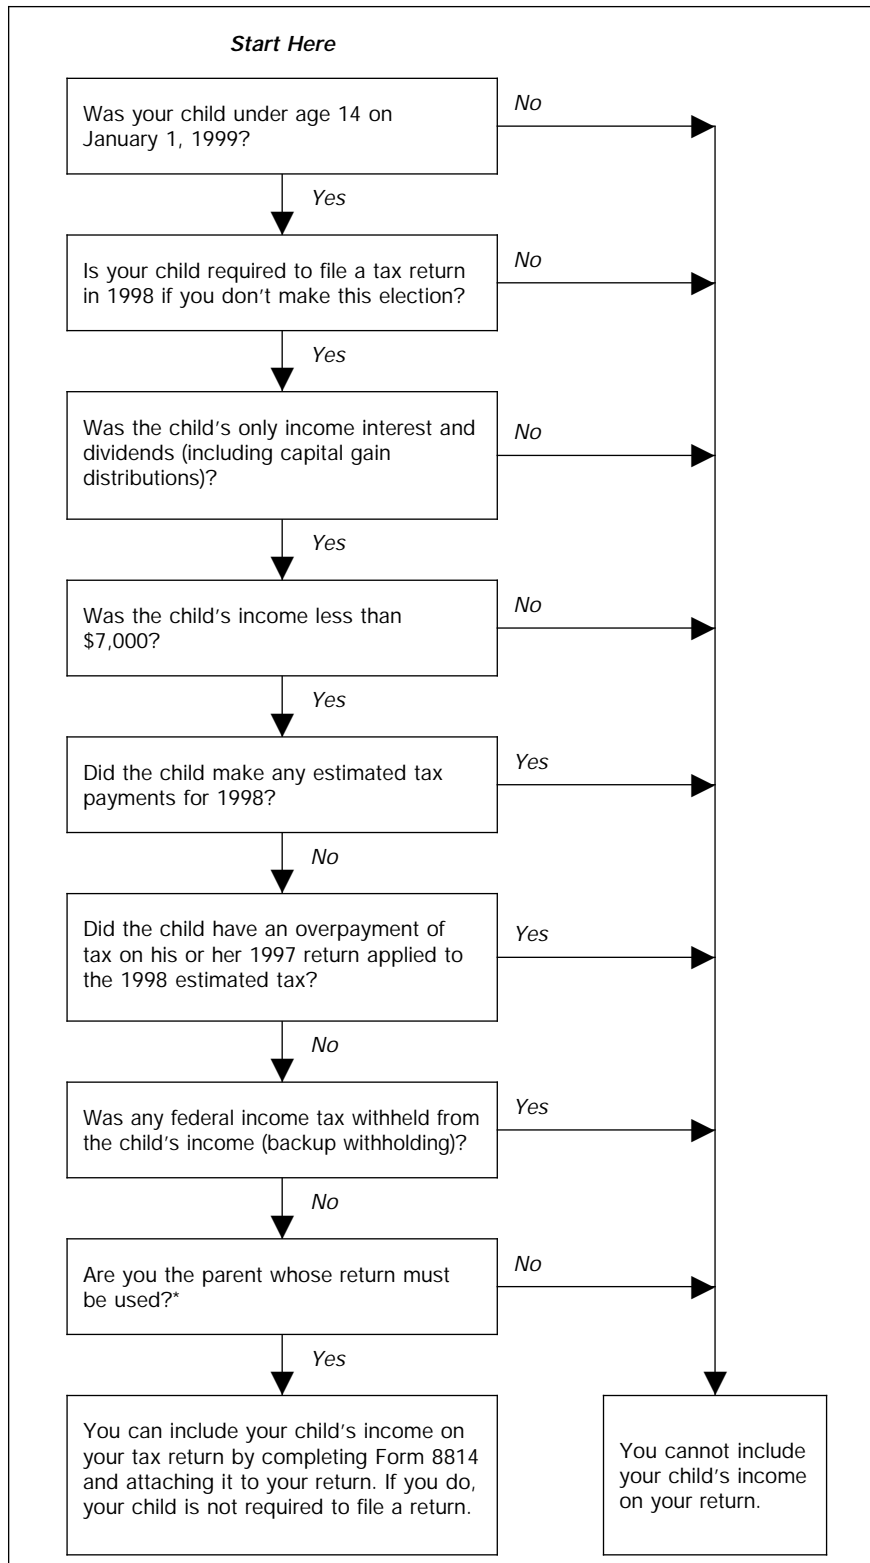 Start Here
Was your child under age 14 on
January 1, 1999?
No
Yes
Is your child required to file a tax return
in 1998 if you don't make this election?
No
Yes
Was the child's only income interest and
dividends (including capital gain
distributions)?
No
Yes
Was the child's income less than
$7,000?
No
Yes
Did the child make any estimated tax
payments for 1998?
Yes
No
Did the child have an overpayment of
tax on his or her 1997 return applied to
the 1998 estimated tax?
Yes
No
Was any federal income tax withheld from
the child's income (backup withholding)?
Yes
No
Are you the parent whose return must
be used?*
No
Yes
You can include your child's income on
your tax return by completing Form 8814
and attaching it to your return. If you do,
your child is not required to file a return.
You cannot include
your child's income
on your return.